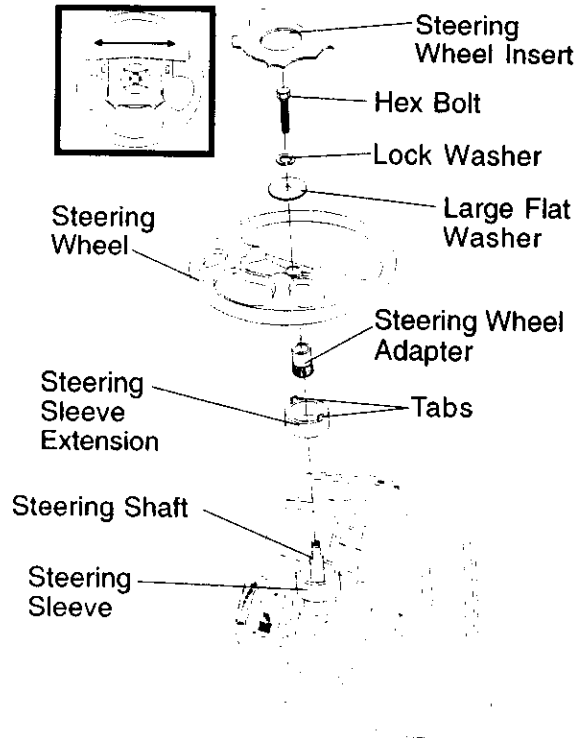 Steering
Wheel Insert
Hex Bolt
Lock Washer
Large Flat
Washer
Steering
Wheel
Steering Wheel
Adapter
Steering
Sleeve
Extension
Tabs
Steering Shaft
Steering
Sleeve